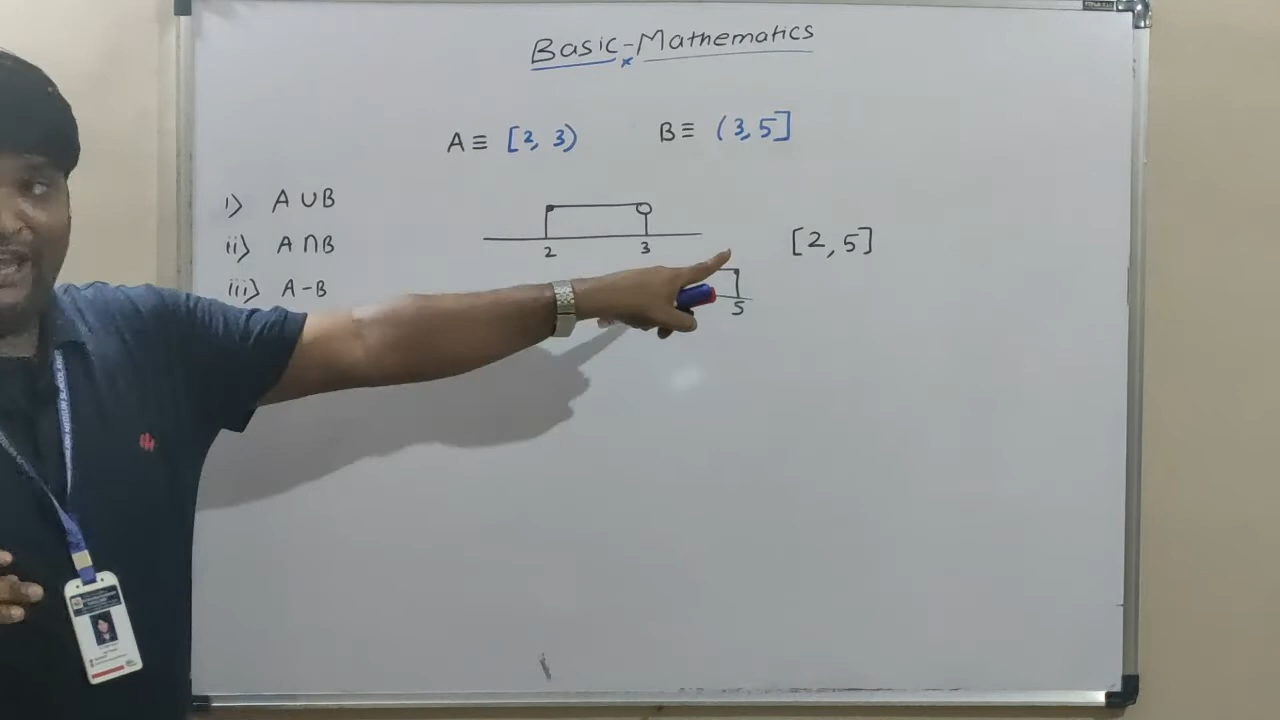 Basic-Mathematics
A ≡ [2, 3) B ≡ (3, 5]
i) A ∪ B
ii) A ∩ B
iii) A - B
2 3
[2, 5]
5